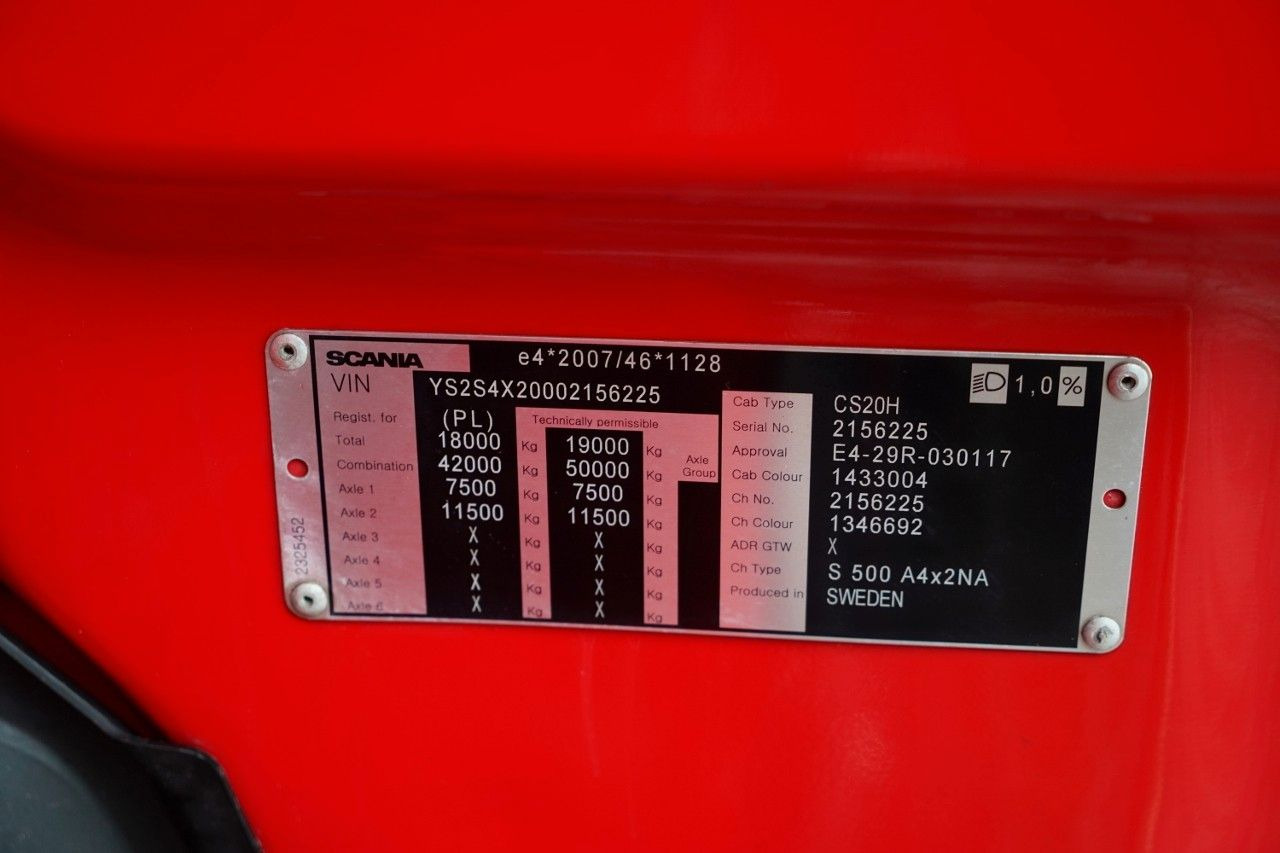 SCANIA e4*2007/46*1128 1,0%
VIN YS2S4X20002156225
Regist. for (PL) Technically permissible
Total 18000 Kg 19000 Kg
Combination 42000 Kg 50000 Kg Axle Group
Axle 1 7500 Kg 7500 Kg
Axle 2 11500 Kg 11500 Kg
Axle 3 X Kg X Kg
Axle 4 X Kg X Kg
Axle 5 X Kg X Kg
Axle 6 X Kg X Kg
Cab Type CS20H
Serial No. 2156225
Approval E4-29R-030117
Cab Colour 1433004
Ch No. 2156225
Ch Colour 1346692
ADR GTW X
Ch Type S 500 A4x2NA
Produced in SWEDEN
2325452